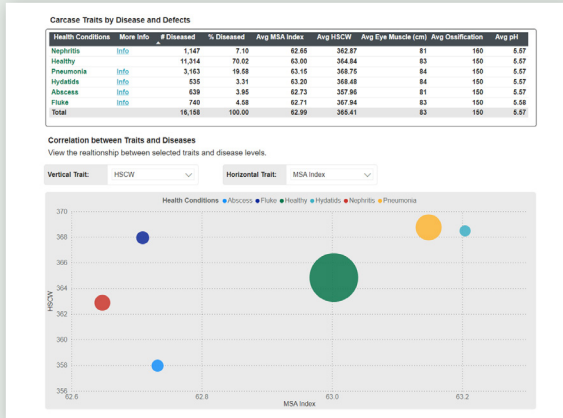 Carcase Traits by Disease and Defects
Health Conditions More Info # Diseased % Diseased Avg MSA Index Avg HSCW Avg Eye Muscle (cm) Avg Ossification Avg pH
Nephritis Info 1,147 7.10 62.65 362.87 81 160 5.57
Healthy 11,314 70.02 63.00 364.84 83 150 5.57
Pneumonia Info 3,163 19.58 63.15 368.75 84 150 5.57
Hydatids Info 535 3.31 63.20 368.48 84 150 5.57
Abscess Info 639 3.95 62.73 357.96 81 150 5.57
Fluke Info 740 4.58 62.71 367.94 83 150 5.58
Total 16,158 100.00 62.99 365.41 83 150 5.57
Correlation between Traits and Diseases
View the realtionship between selected traits and disease levels.
Vertical Trait: HSCW Horizontal Trait: MSA Index
Health Conditions Abscess Fluke Healthy Hydatids Nephritis Pneumonia
370
368
366
364
362
360
358
356
HSCW
62.6 62.8 63.0 63.2
MSA Index